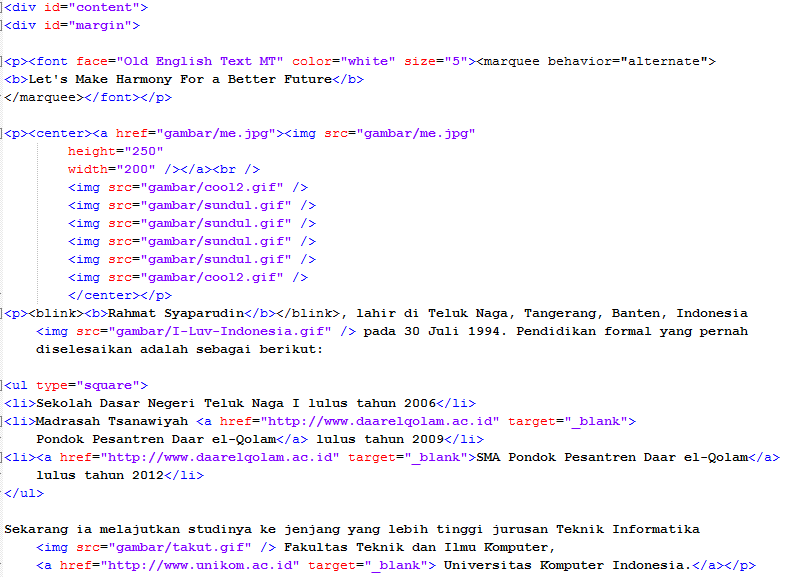 <div id="content">
<div id="margin">
<p><font face="Old English Text MT" color="white" size="5"><marquee behavior="alternate">
<b>Let's Make Harmony For a Better Future</b>
</marquee></font></p>
<p><center><a href="gambar/me.jpg"><img src="gambar/me.jpg"
height="250"
width="200" /></a><br />
<img src="gambar/cool2.gif" />
<img src="gambar/sundul.gif" />
<img src="gambar/sundul.gif" />
<img src="gambar/sundul.gif" />
<img src="gambar/sundul.gif" />
<img src="gambar/cool2.gif" />
</center></p>
<p><blink><b>Rahmat Syaparudin</b></blink>, lahir di Teluk Naga, Tangerang, Banten, Indonesia
<img src="gambar/I-Luv-Indonesia.gif" /> pada 30 Juli 1994. Pendidikan formal yang pernah
diselesaikan adalah sebagai berikut:
<ul type="square">
<li>Sekolah Dasar Negeri Teluk Naga I lulus tahun 2006</li>
<li>Madrasah Tsanawiyah <a href="http://www.daarelqolam.ac.id" target="_blank">
Pondok Pesantren Daar el-Qolam</a> lulus tahun 2009</li>
<li><a href="http://www.daarelqolam.ac.id" target="_blank">SMA Pondok Pesantren Daar el-Qolam</a>
lulus tahun 2012</li>
</ul>
Sekarang ia melajutkan studinya ke jenjang yang lebih tinggi jurusan Teknik Informatika
<img src="gambar/takut.gif" /> Fakultas Teknik dan Ilmu Komputer,
<a href="http://www.unikom.ac.id" target="_blank"> Universitas Komputer Indonesia.</a></p>